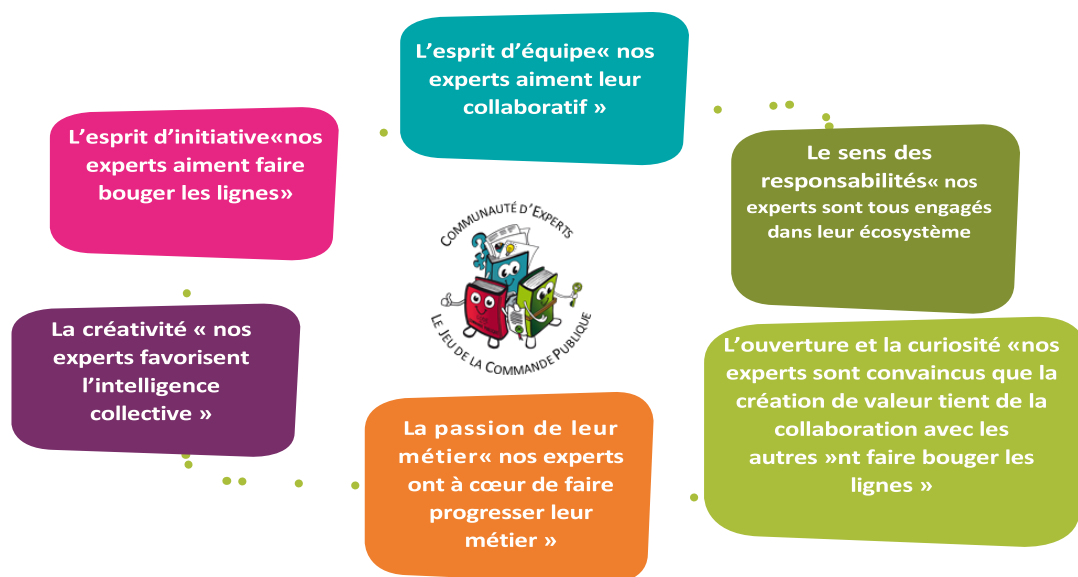 L'esprit d'équipe« nos
experts aiment leur
collaboratif »
L'esprit d'initiative«nos
experts aiment faire
bouger les lignes»
Le sens des
responsabilités« nos
experts sont tous engagés
dans leur écosystème
COMMUNAUTÉ D'EXPERTS
LE JEU DE LA COMMANDE PUBLIQUE
La créativité « nos
experts favorisent
l'intelligence
collective »
L'ouverture et la curiosité «nos
experts sont convaincus que la
création de valeur tient de la
collaboration avec les
autres »nt faire bouger les
lignes »
La passion de leur
métier« nos experts
ont à cœur de faire
progresser leur
métier »